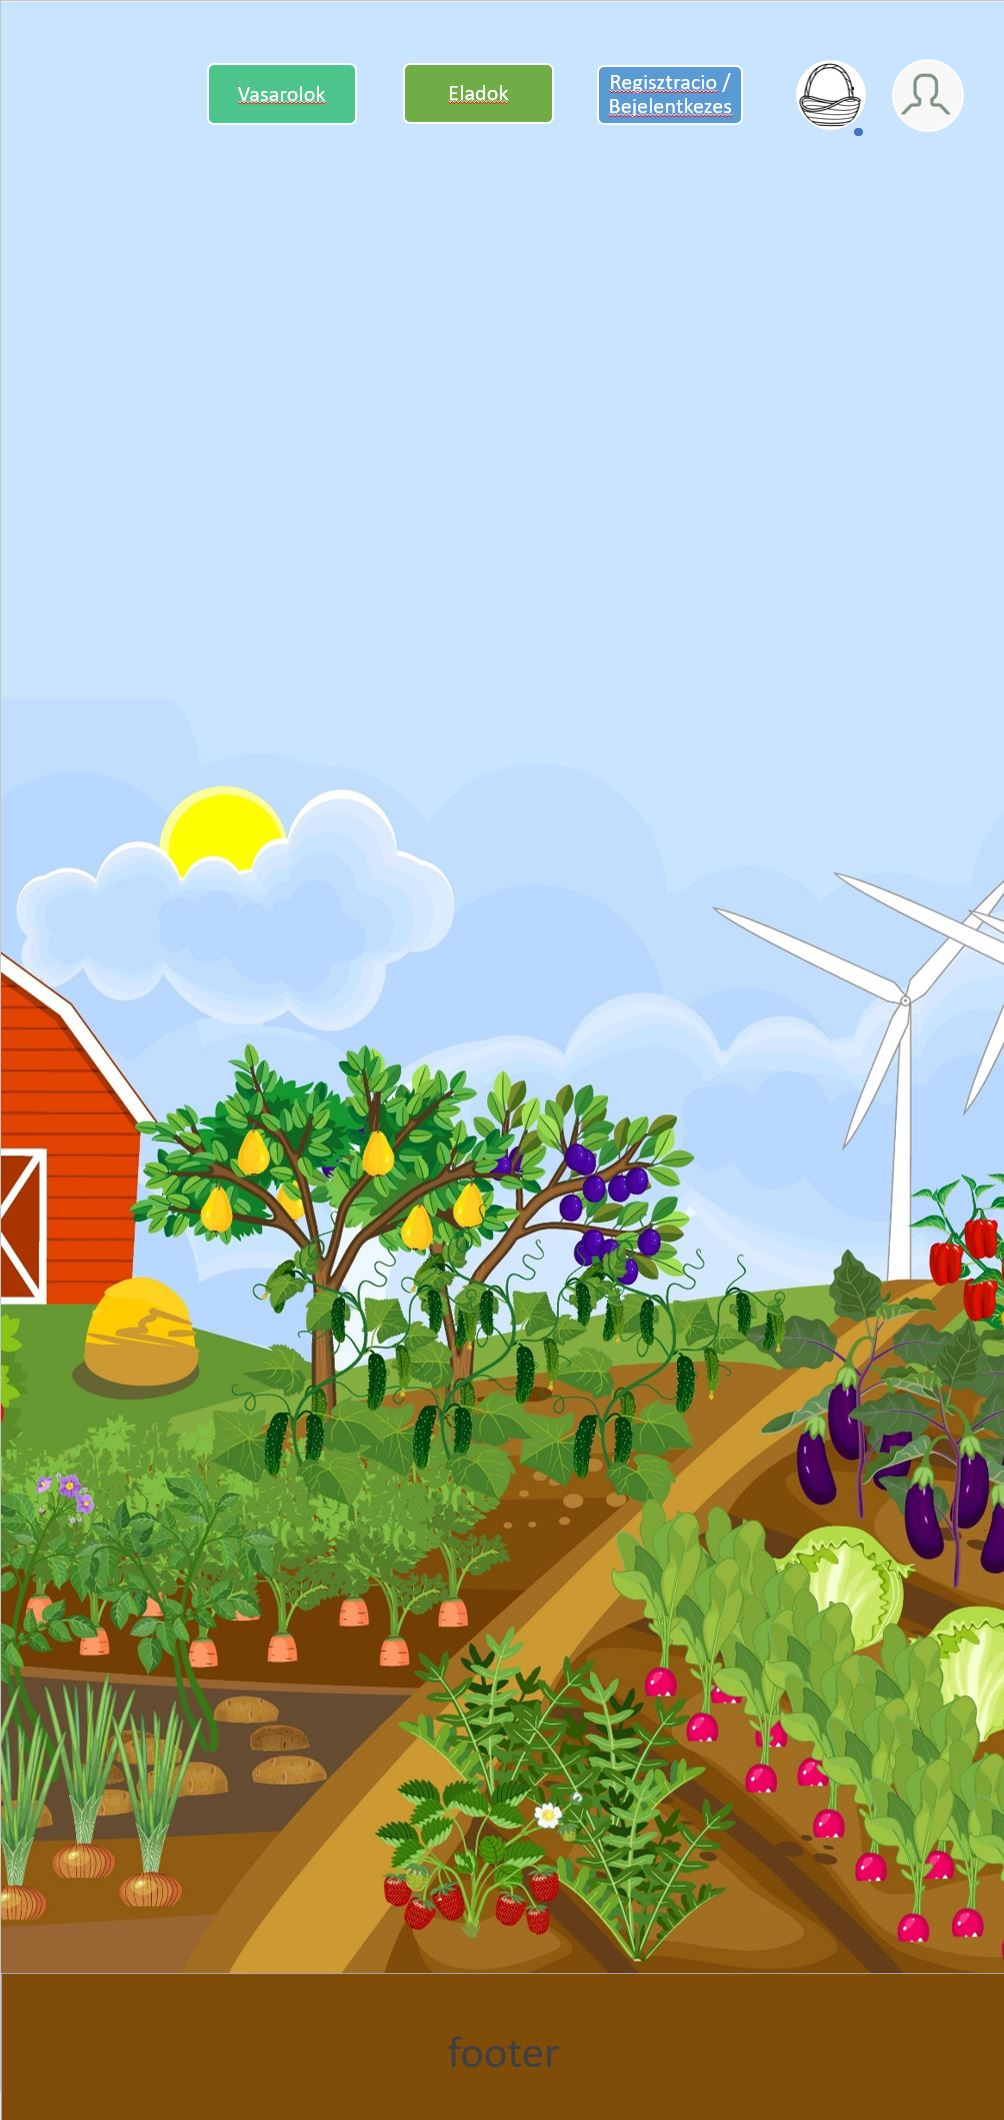 Vasarolok
Eladok
Regisztracio /
Bejelentkezes
footer